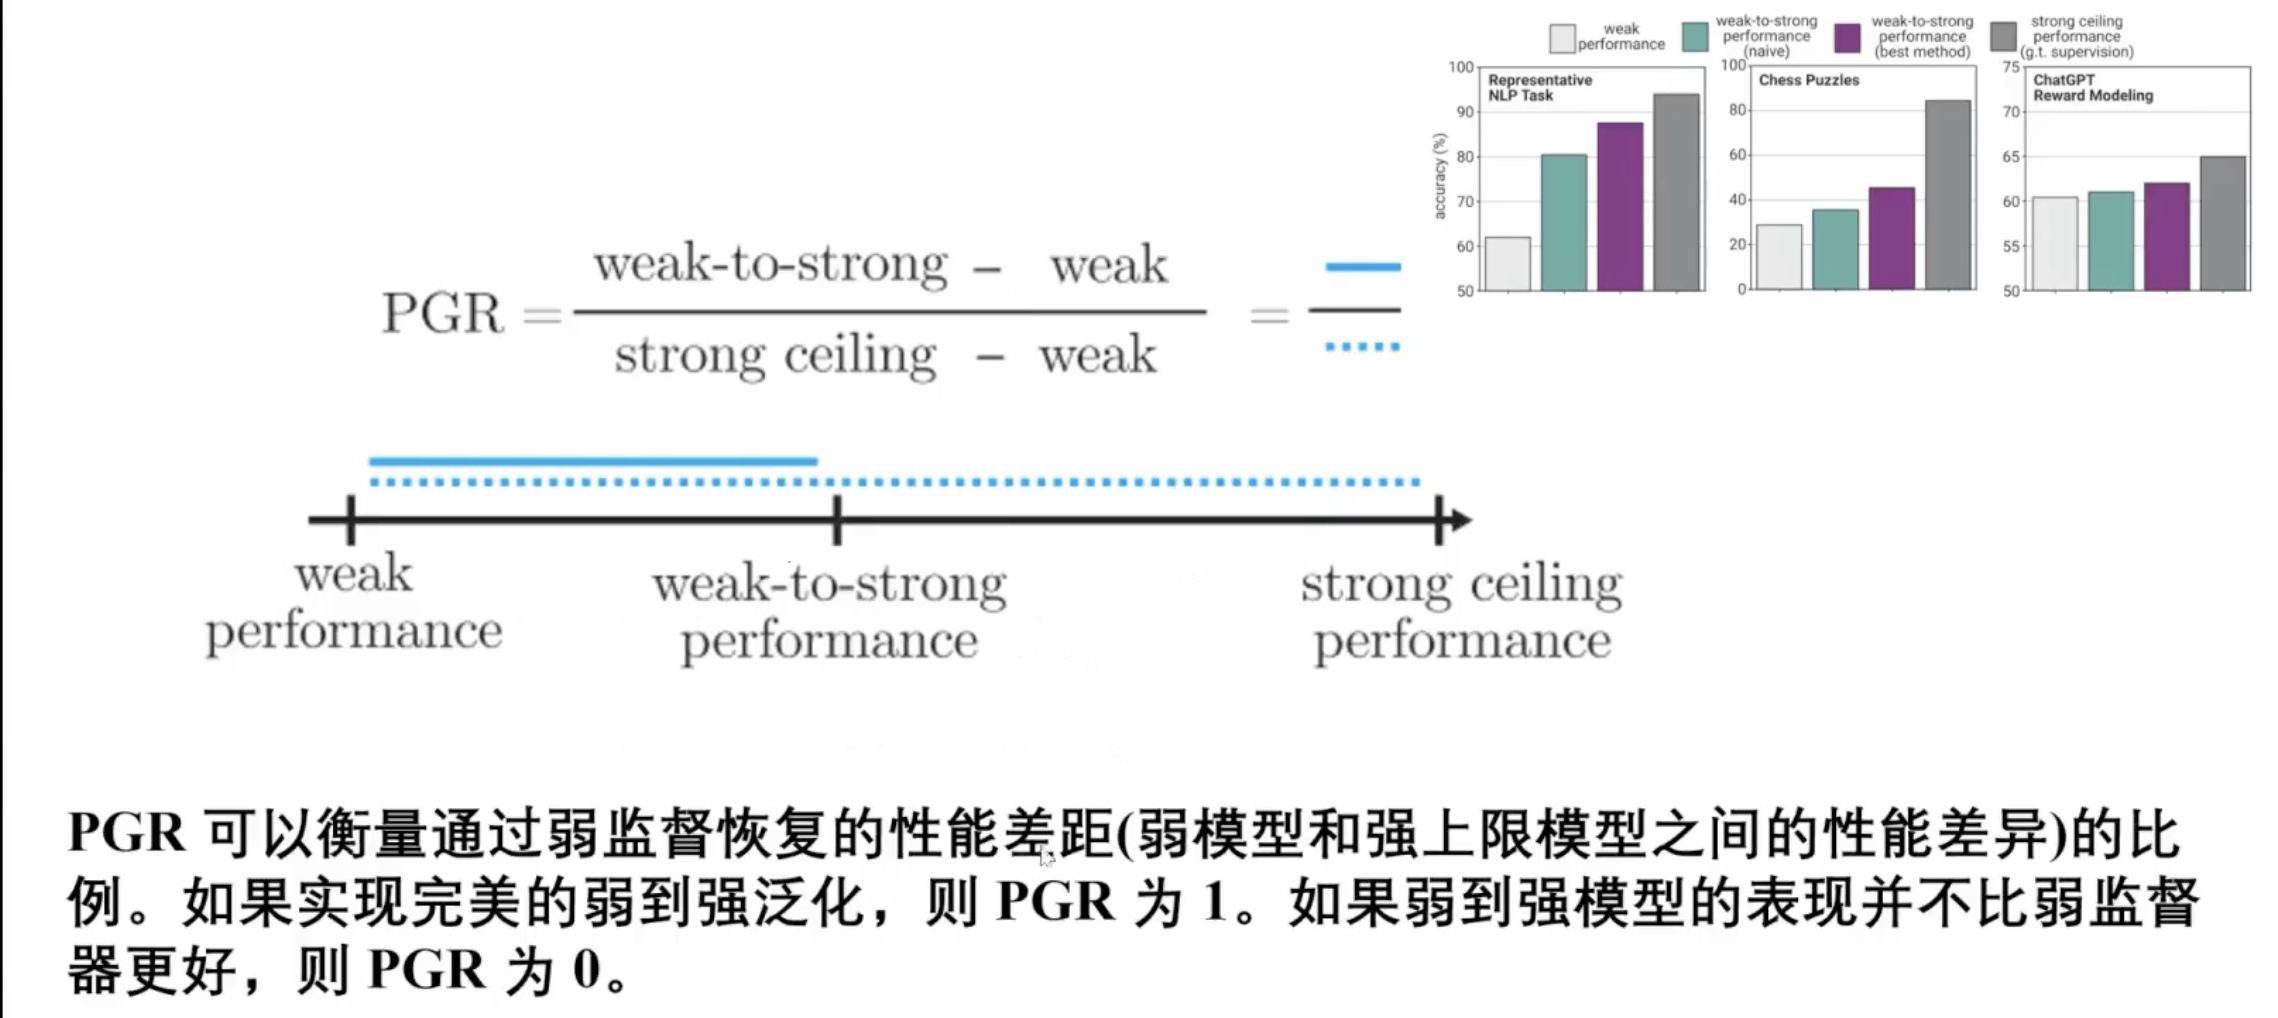 weak
performance
weak-to-strong
performance
(naive)
weak-to-strong
performance
(best method)
strong ceiling
performance
(g.t. supervision)
accuracy (%)
100
90
80
70
60
50
Representative
NLP Task
100
80
60
40
20
0
Chess Puzzles
75
70
65
60
55
50
ChatGPT
Reward Modeling
weak-to-strong – weak
PGR = =
strong ceiling – weak
weak
performance
weak-to-strong
performance
strong ceiling
performance
PGR 可以衡量通过弱监督恢复的性能差距(弱模型和强上限模型之间的性能差异)的比
例。如果实现完美的弱到强泛化，则 PGR 为 1。如果弱到强模型的表现并不比弱监督
器更好，则 PGR 为 0。